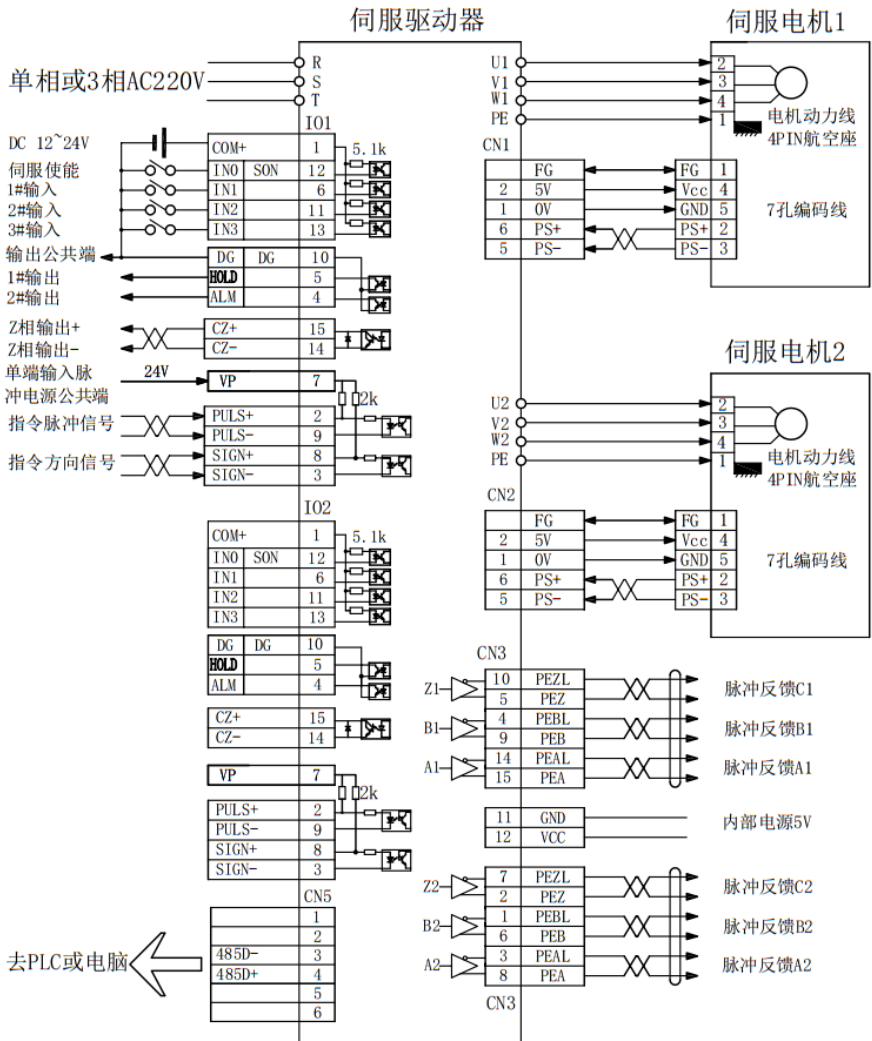 伺服驱动器
伺服电机1
单相或3相AC220V
R
S
T
U1
V1
W1
PE
2
3
4
1
电机动力线
4PIN航空座
IO1
DC 12~24V
COM+ 1
5.1k
伺服使能 IN0 SON 12
1#输入 IN1 6
2#输入 IN2 11
3#输入 IN3 13
输出公共端 DG DG 10
1#输出 HOLD 5
2#输出 ALM 4
Z相输出+ CZ+ 15
Z相输出- CZ- 14
单端输入脉
冲电源公共端
24V
VP 7
2k
指令脉冲信号
PULS+ 2
PULS- 9
指令方向信号
SIGN+ 8
SIGN- 3
CN1
FG FG 1
2 5V Vcc 4
1 0V GND 5
6 PS+ PS+ 2
5 PS- PS- 3
7孔编码线
伺服电机2
U2
V2
W2
PE
2
3
4
1
电机动力线
4PIN航空座
CN2
FG FG 1
2 5V Vcc 4
1 0V GND 5
6 PS+ PS+ 2
5 PS- PS- 3
7孔编码线
IO2
COM+ 1
5.1k
IN0 SON 12
IN1 6
IN2 11
IN3 13
DG DG 10
HOLD 5
ALM 4
CZ+ 15
CZ- 14
VP 7
2k
PULS+ 2
PULS- 9
SIGN+ 8
SIGN- 3
CN5
1
2
485D- 3
485D+ 4
5
6
去PLC或电脑
CN3
Z1 10 PEZL 脉冲反馈C1
5 PEZ
B1 4 PEBL 脉冲反馈B1
9 PEB
A1 14 PEAL 脉冲反馈A1
15 PEA
11 GND 内部电源5V
12 VCC
Z2 7 PEZL 脉冲反馈C2
2 PEZ
B2 1 PEBL 脉冲反馈B2
6 PEB
A2 3 PEAL 脉冲反馈A2
8 PEA
CN3